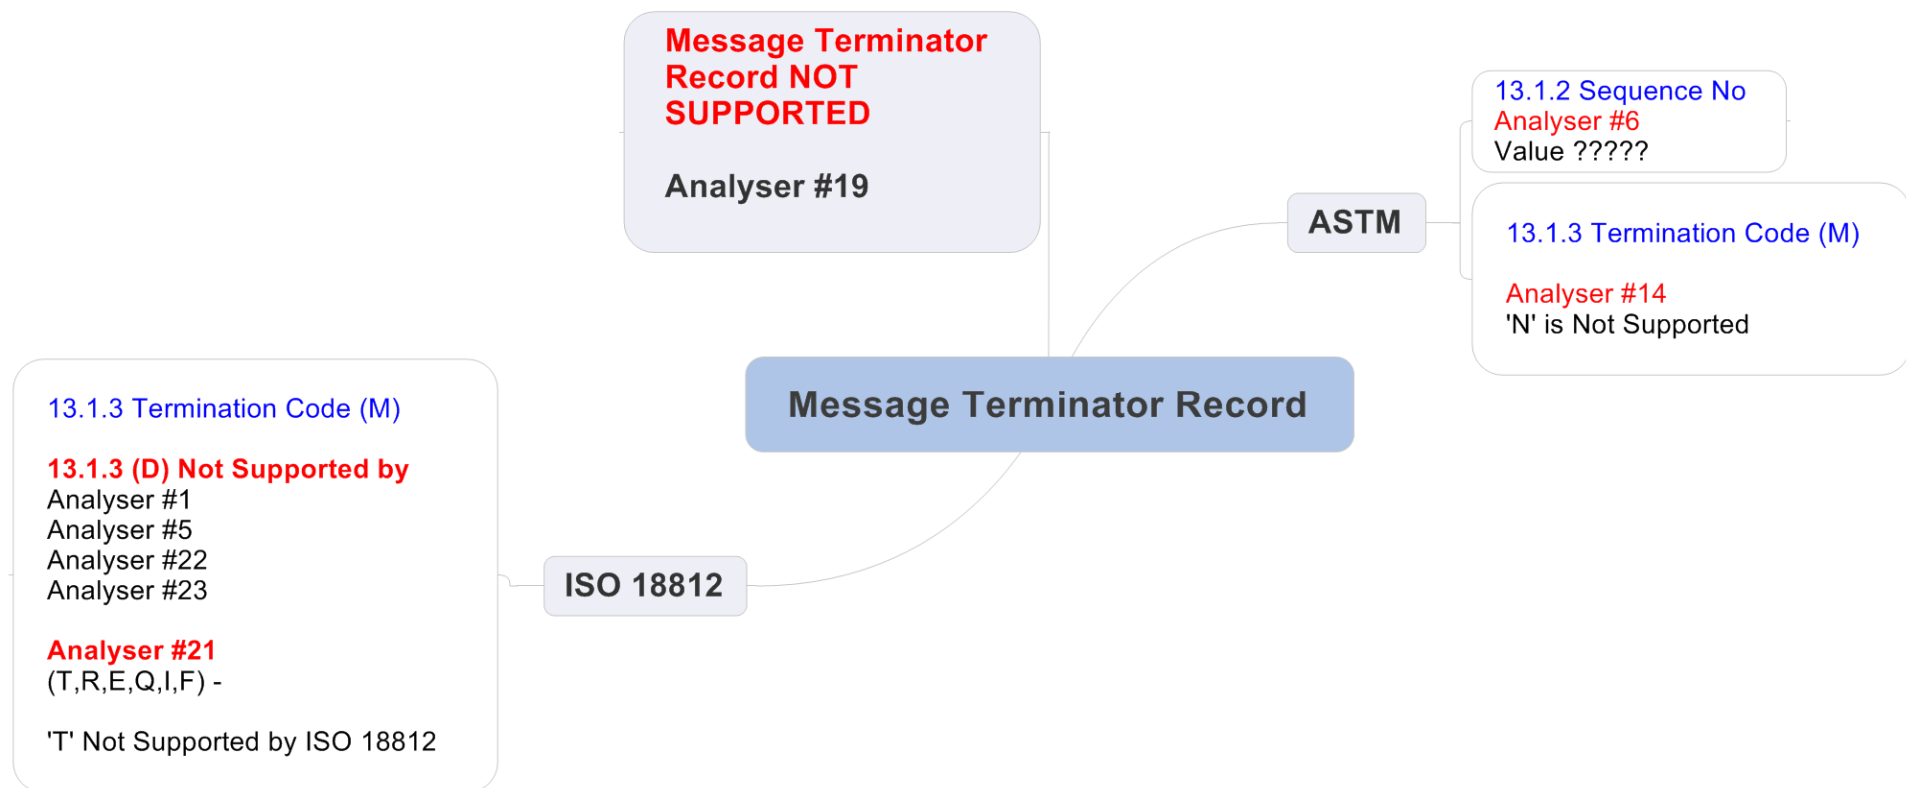 Message Terminator
Record NOT
SUPPORTED
Analyser #19
13.1.2 Sequence No
Analyser #6
Value ?????
ASTM
13.1.3 Termination Code (M)
Analyser #14
'N' is Not Supported
Message Terminator Record
13.1.3 Termination Code (M)
13.1.3 (D) Not Supported by
Analyser #1
Analyser #5
Analyser #22
Analyser #23
Analyser #21
(T,R,E,Q,I,F) -
'T' Not Supported by ISO 18812
ISO 18812